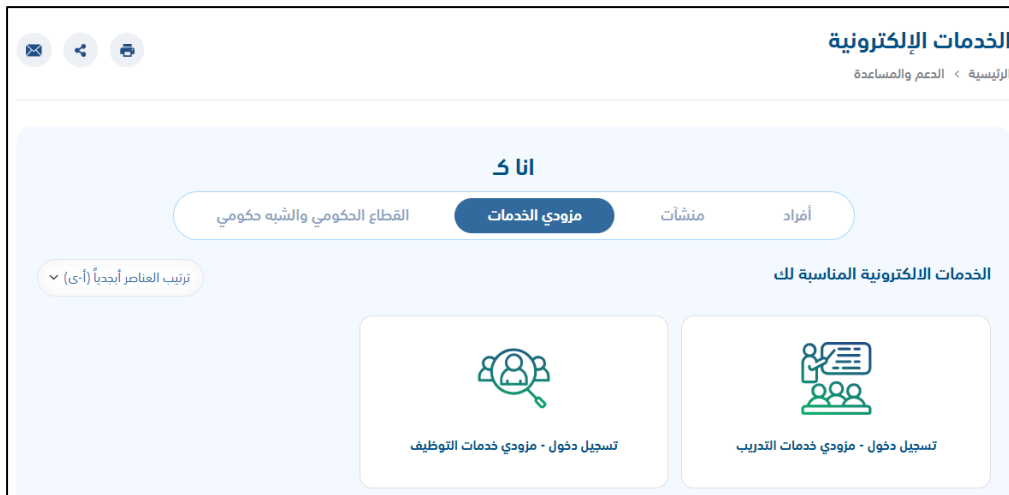 الخدمات الإلكترونية
الرئيسية > الدعم والمساعدة
انا كـ
أفراد
منشآت
مزودي الخدمات
القطاع الحكومي والشبه حكومي
الخدمات الالكترونية المناسبة لك
ترتيب العناصر أبجدياً (أ-ى)
تسجيل دخول - مزودي خدمات التدريب
تسجيل دخول - مزودي خدمات التوظيف